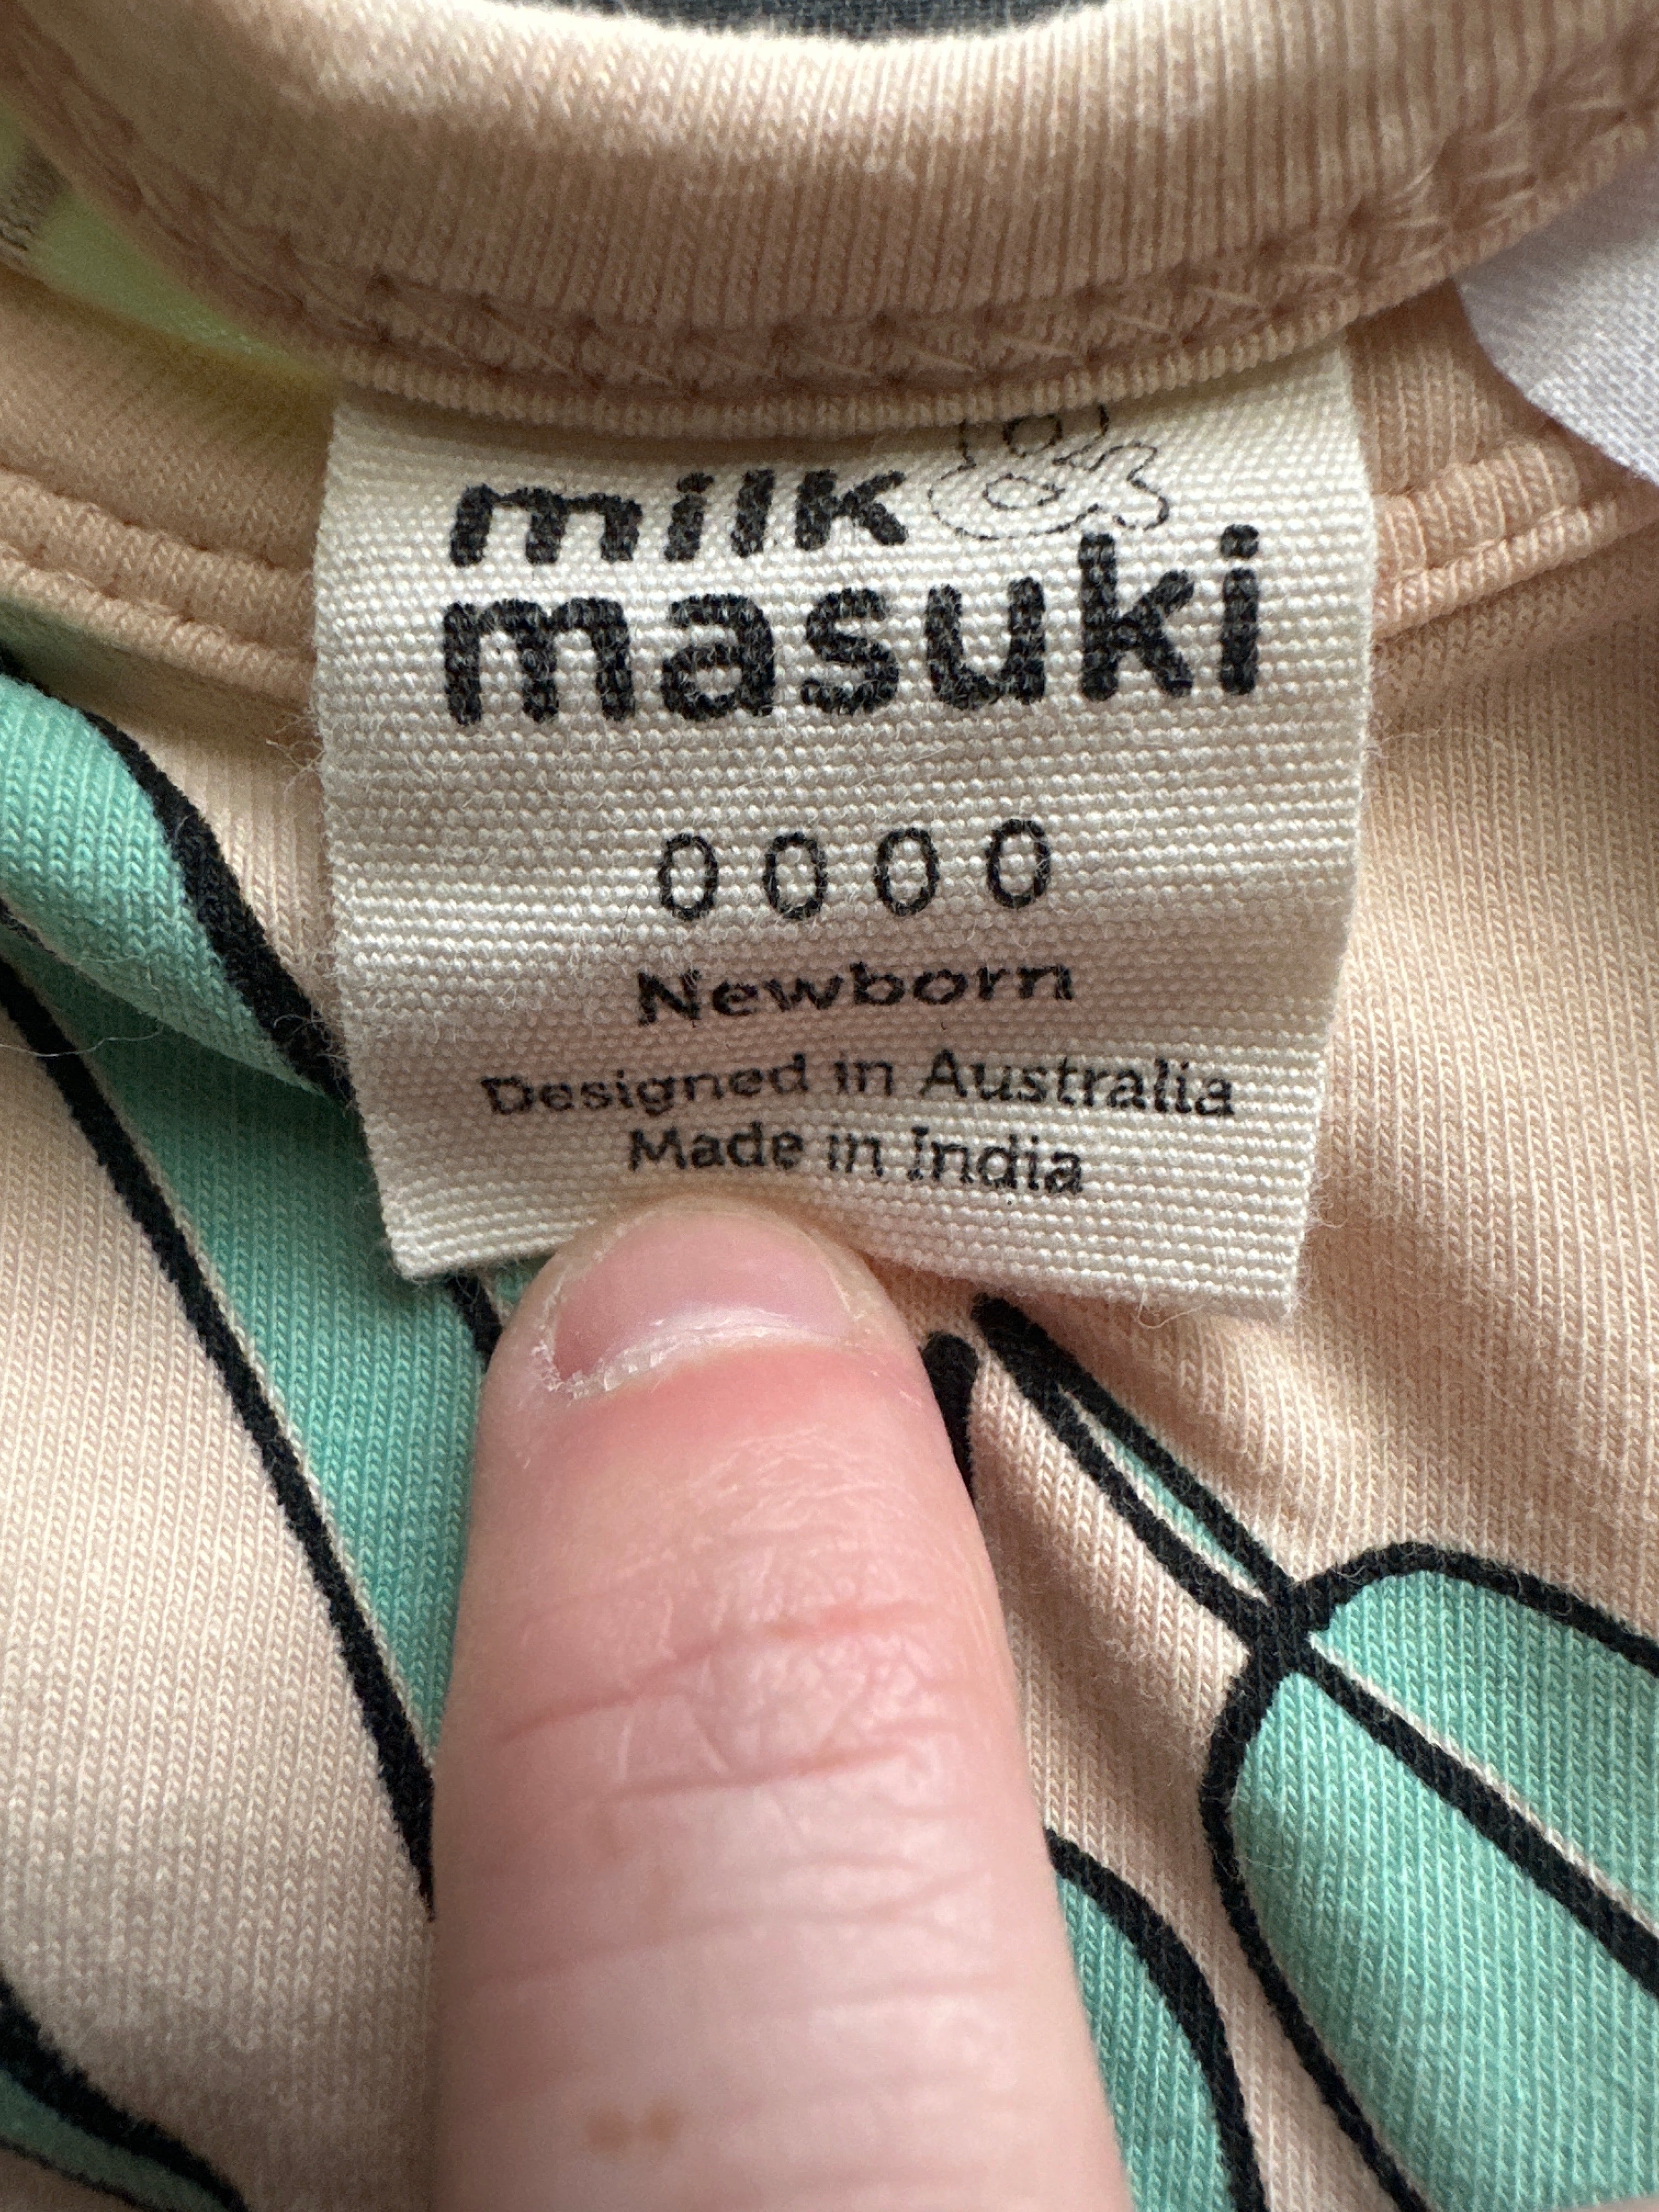 milk &
masuki
0000
Newborn
Designed in Australia
Made in India